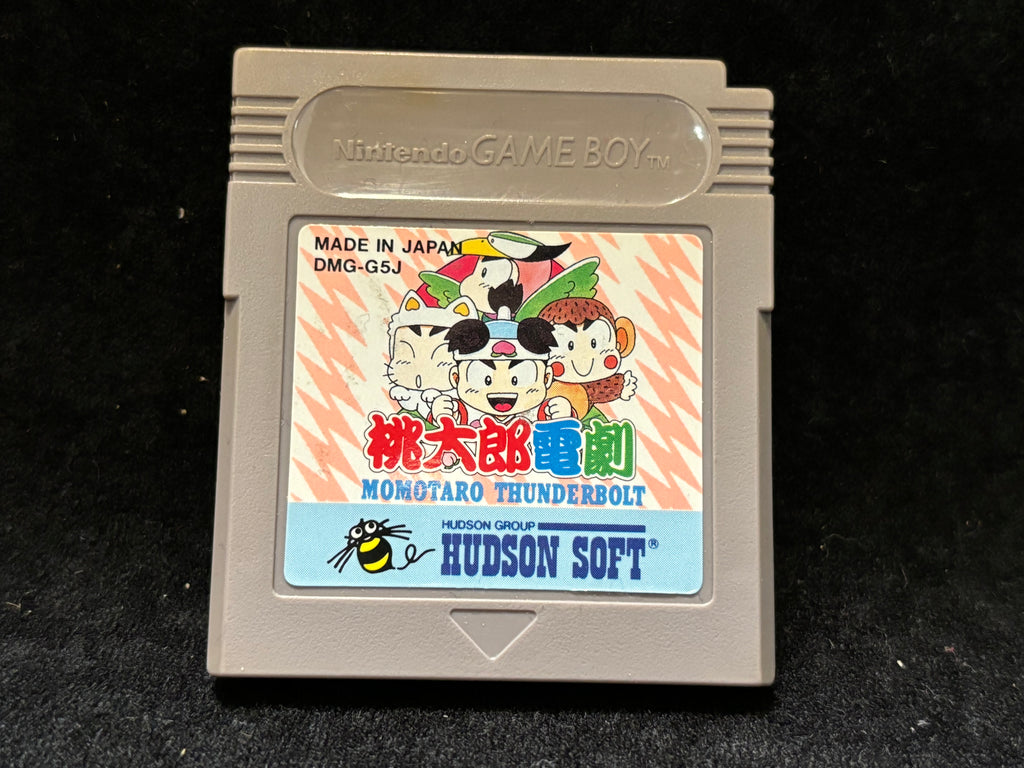 Nintendo GAME BOY™
MADE IN JAPAN
DMG-G5J
桃太郎電劇
MOMOTARO THUNDERBOLT
HUDSON GROUP
HUDSON SOFT®